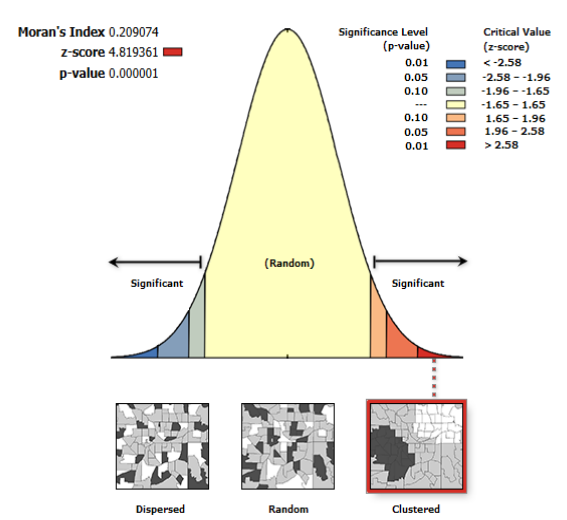 Moran's Index 0.209074
z-score 4.819361
p-value 0.000001
Significance Level
(p-value)
Critical Value
(z-score)
0.01 < -2.58
0.05 -2.58 – -1.96
0.10 -1.96 – -1.65
--- -1.65 – 1.65
0.10 1.65 – 1.96
0.05 1.96 – 2.58
0.01 > 2.58
(Random)
Significant
Significant
Dispersed
Random
Clustered